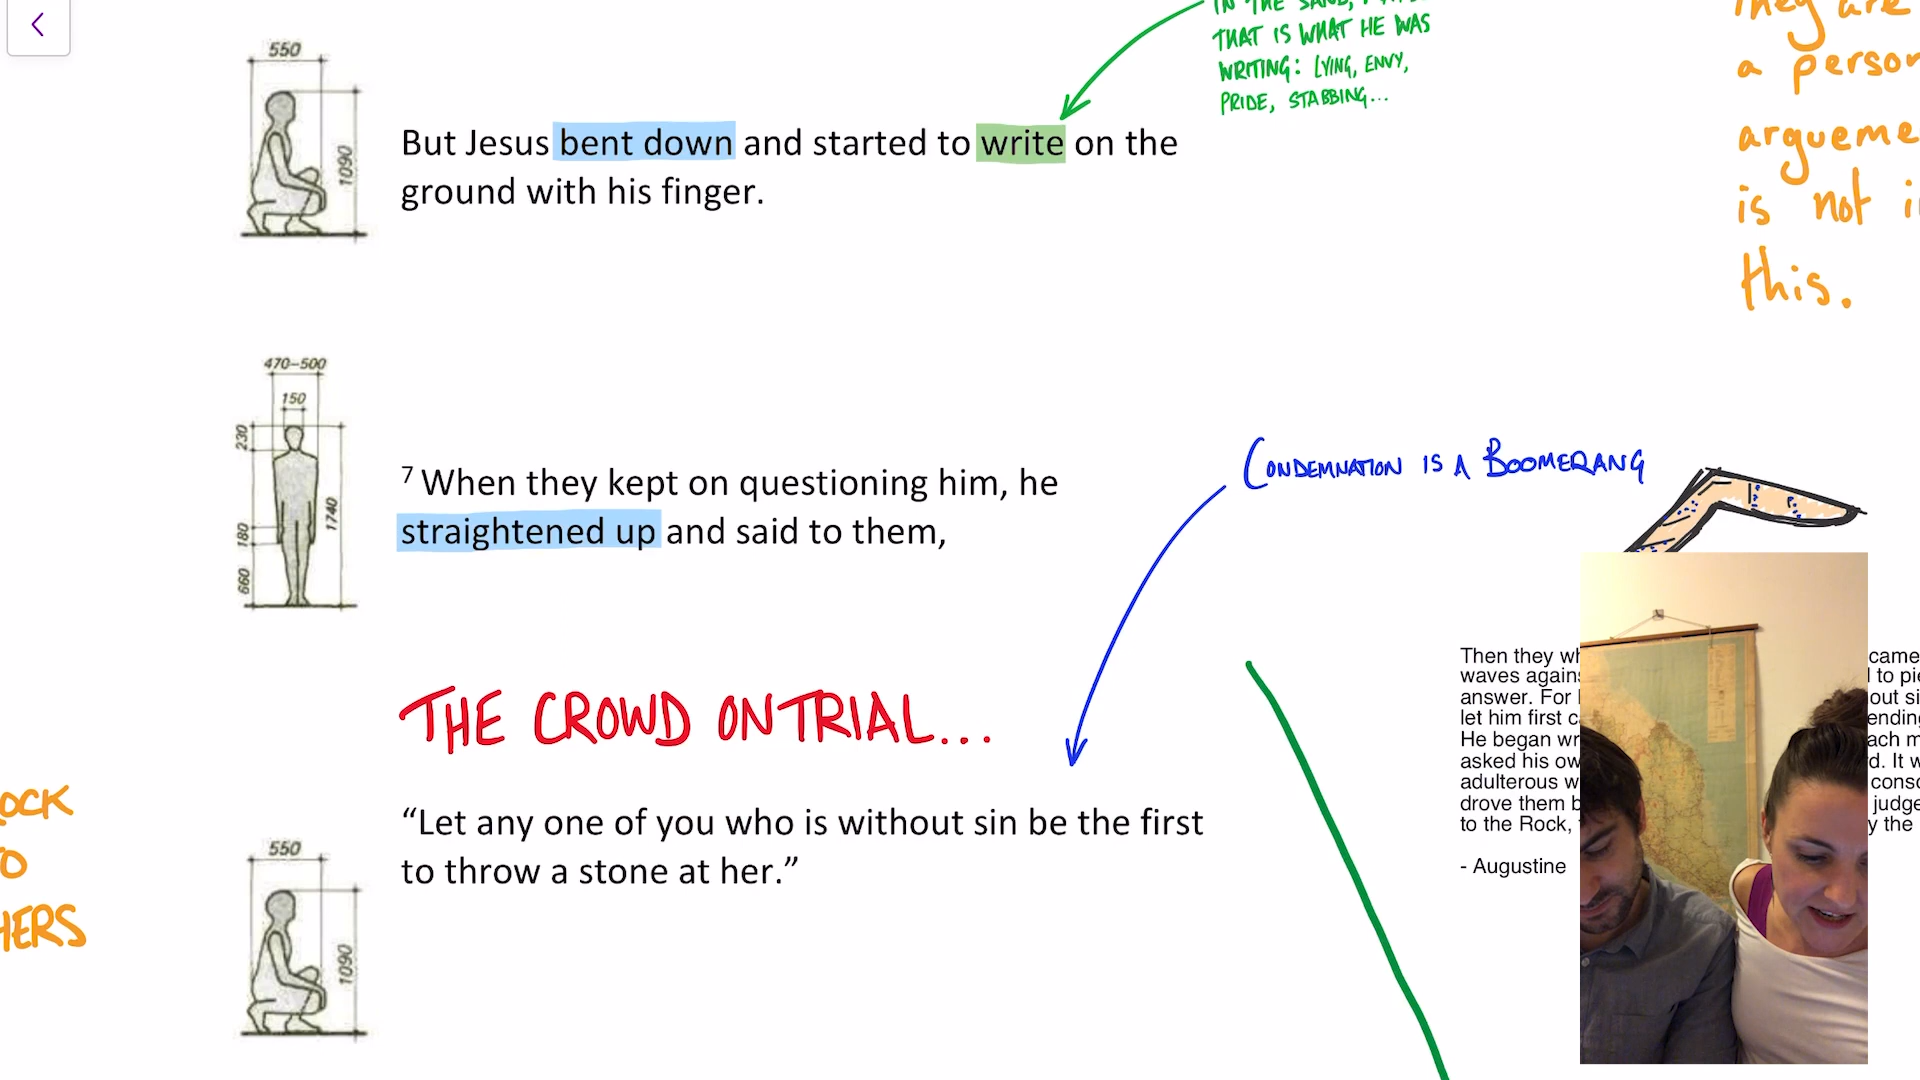 THAT IS WHAT HE WAS
WRITING: LYING, ENVY,
PRIDE, STABBING...
They are
a person
argueme
is not i
this.
550
1090
But Jesus bent down and started to write on the
ground with his finger.
470-500
150
230
180
660
1740
7 When they kept on questioning him, he
straightened up and said to them,
CONDEMNATION IS A BOOMERANG
THE CROWD ON TRIAL...
“Let any one of you who is without sin be the first
to throw a stone at her.”
550
1090
OCK
TO
HERS
Then they wh came
waves agains to pie
answer. For out si
let him first c ending
He began wr ach m
asked his ow d. It w
adulterous w consc
drove them b judge
to the Rock, y the
- Augustine